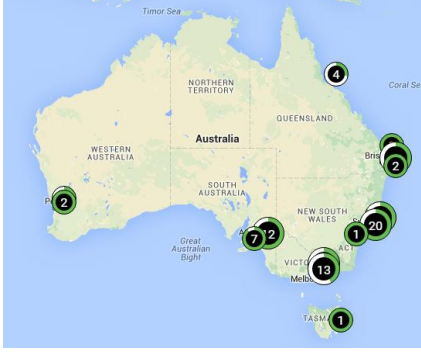 Timor Sea
4
NORTHERN
TERRITORY
Coral Se
QUEENSLAND
Australia
WESTERN
AUSTRALIA
Bris
2
SOUTH
AUSTRALIA
2
NEW SOUTH
WALES
20
12
7
1
Great
Australian
Bight
ACT
VICTO
13
Melb
TASM
1